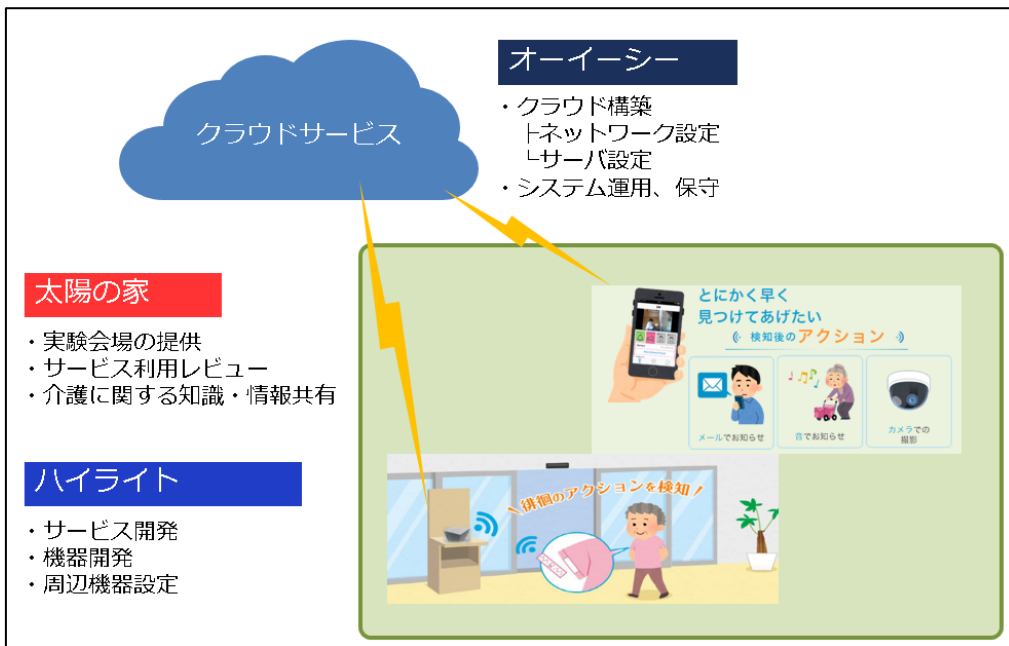 クラウドサービス
オーイーシー
・クラウド構築
├ネットワーク設定
└サーバ設定
・システム運用、保守
太陽の家
・実験会場の提供
・サービス利用レビュー
・介護に関する知識・情報共有
ハイライト
・サービス開発
・機器開発
・周辺機器設定
とにかく早く
見つけてあげたい
検知後のアクション
メールでお知らせ
音でお知らせ
カメラでの
撮影
徘徊のアクションを検知!